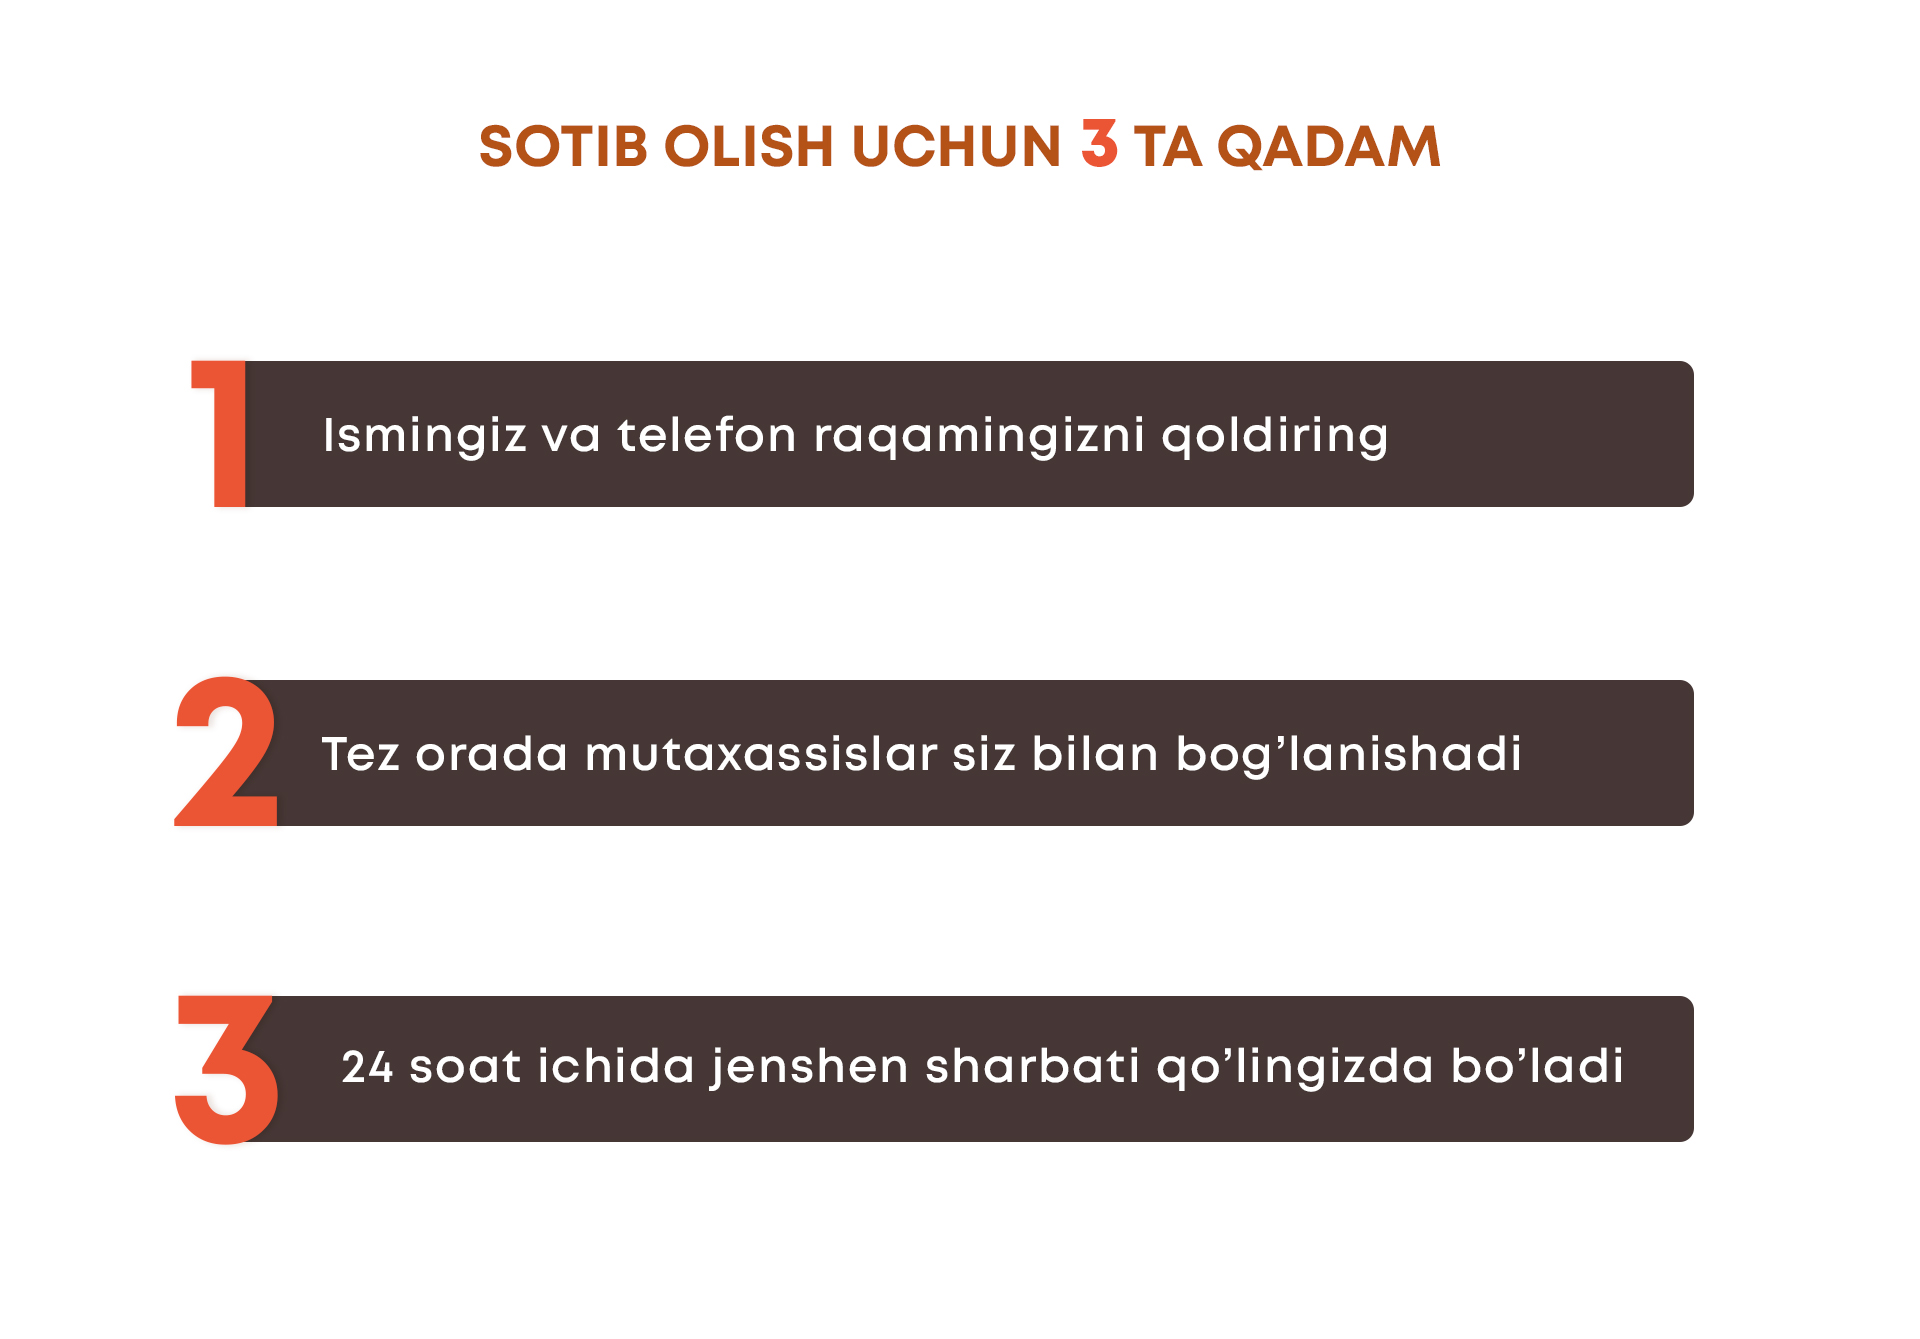 SOTIB OLISH UCHUN 3 TA QADAM
1 Ismingiz va telefon raqamingizni qoldiring
2 Tez orada mutaxassislar siz bilan bog’lanishadi
3 24 soat ichida jenshen sharbati qo’lingizda bo’ladi